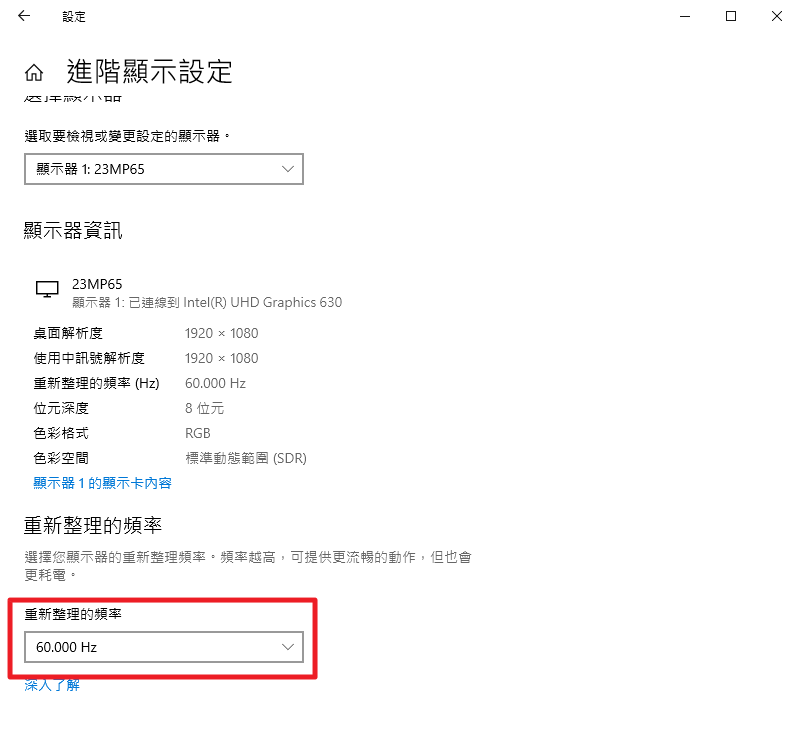 設定
進階顯示設定
選擇顯示器
選取要檢視或變更設定的顯示器。
顯示器 1: 23MP65
顯示器資訊
23MP65
顯示器 1: 已連線到 Intel(R) UHD Graphics 630
桌面解析度 1920 × 1080
使用中訊號解析度 1920 × 1080
重新整理的頻率 (Hz) 60.000 Hz
位元深度 8 位元
色彩格式 RGB
色彩空間 標準動態範圍 (SDR)
顯示器 1 的顯示卡內容
重新整理的頻率
選擇您顯示器的重新整理頻率。頻率越高，可提供更流暢的動作，但也會
更耗電。
重新整理的頻率
60.000 Hz
深入了解